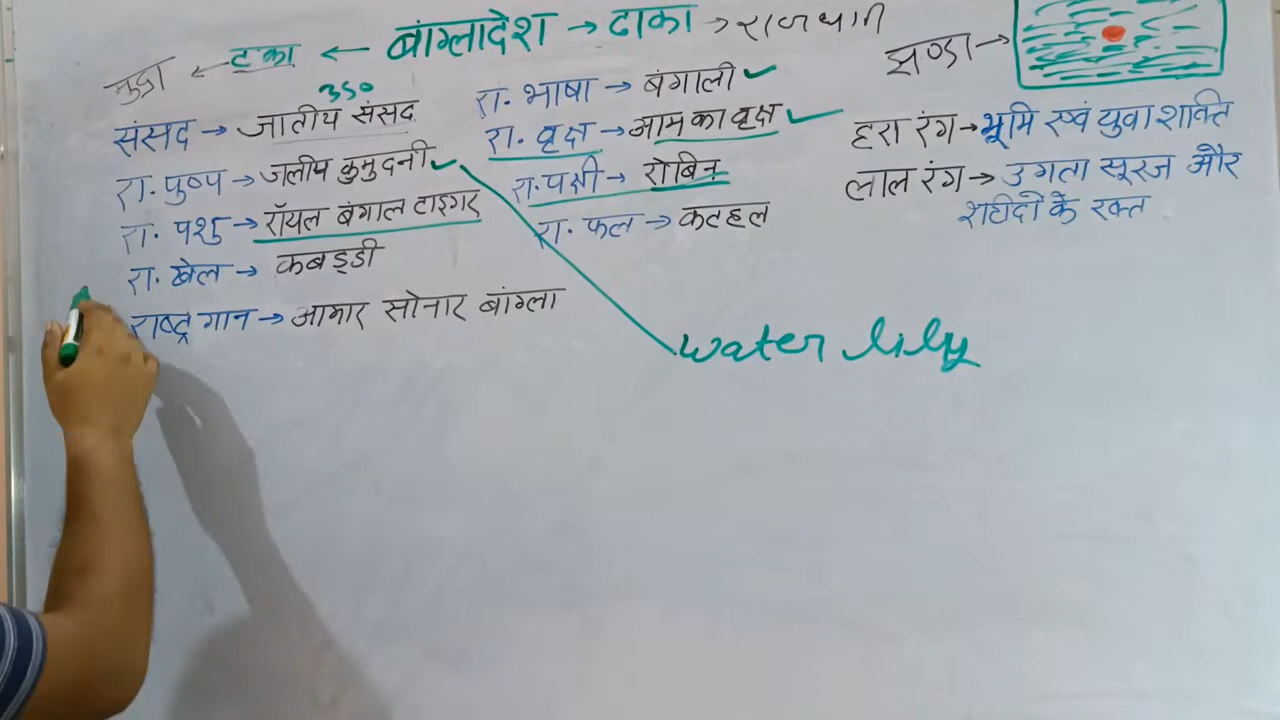 मुद्रा ← टका ← बांग्लादेश → ढाका → राजधानी
झण्डा →
350
संसद → जातीय संसद
रा. पुष्प → जलीय कुमुदनी
रा. पशु → रॉयल बंगाल टाइगर
रा. खेल → कबड्डी
राष्ट्र गान → आमार सोनार बांग्ला
रा. भाषा → बंगाली ✓
रा. वृक्ष → आम का वृक्ष ✓
रा. पक्षी → रोबिन
रा. फल → कटहल
water lily
हरा रंग → भूमि एवं युवा शक्ति
लाल रंग → उगता सूरज और
शहीदों के रक्त